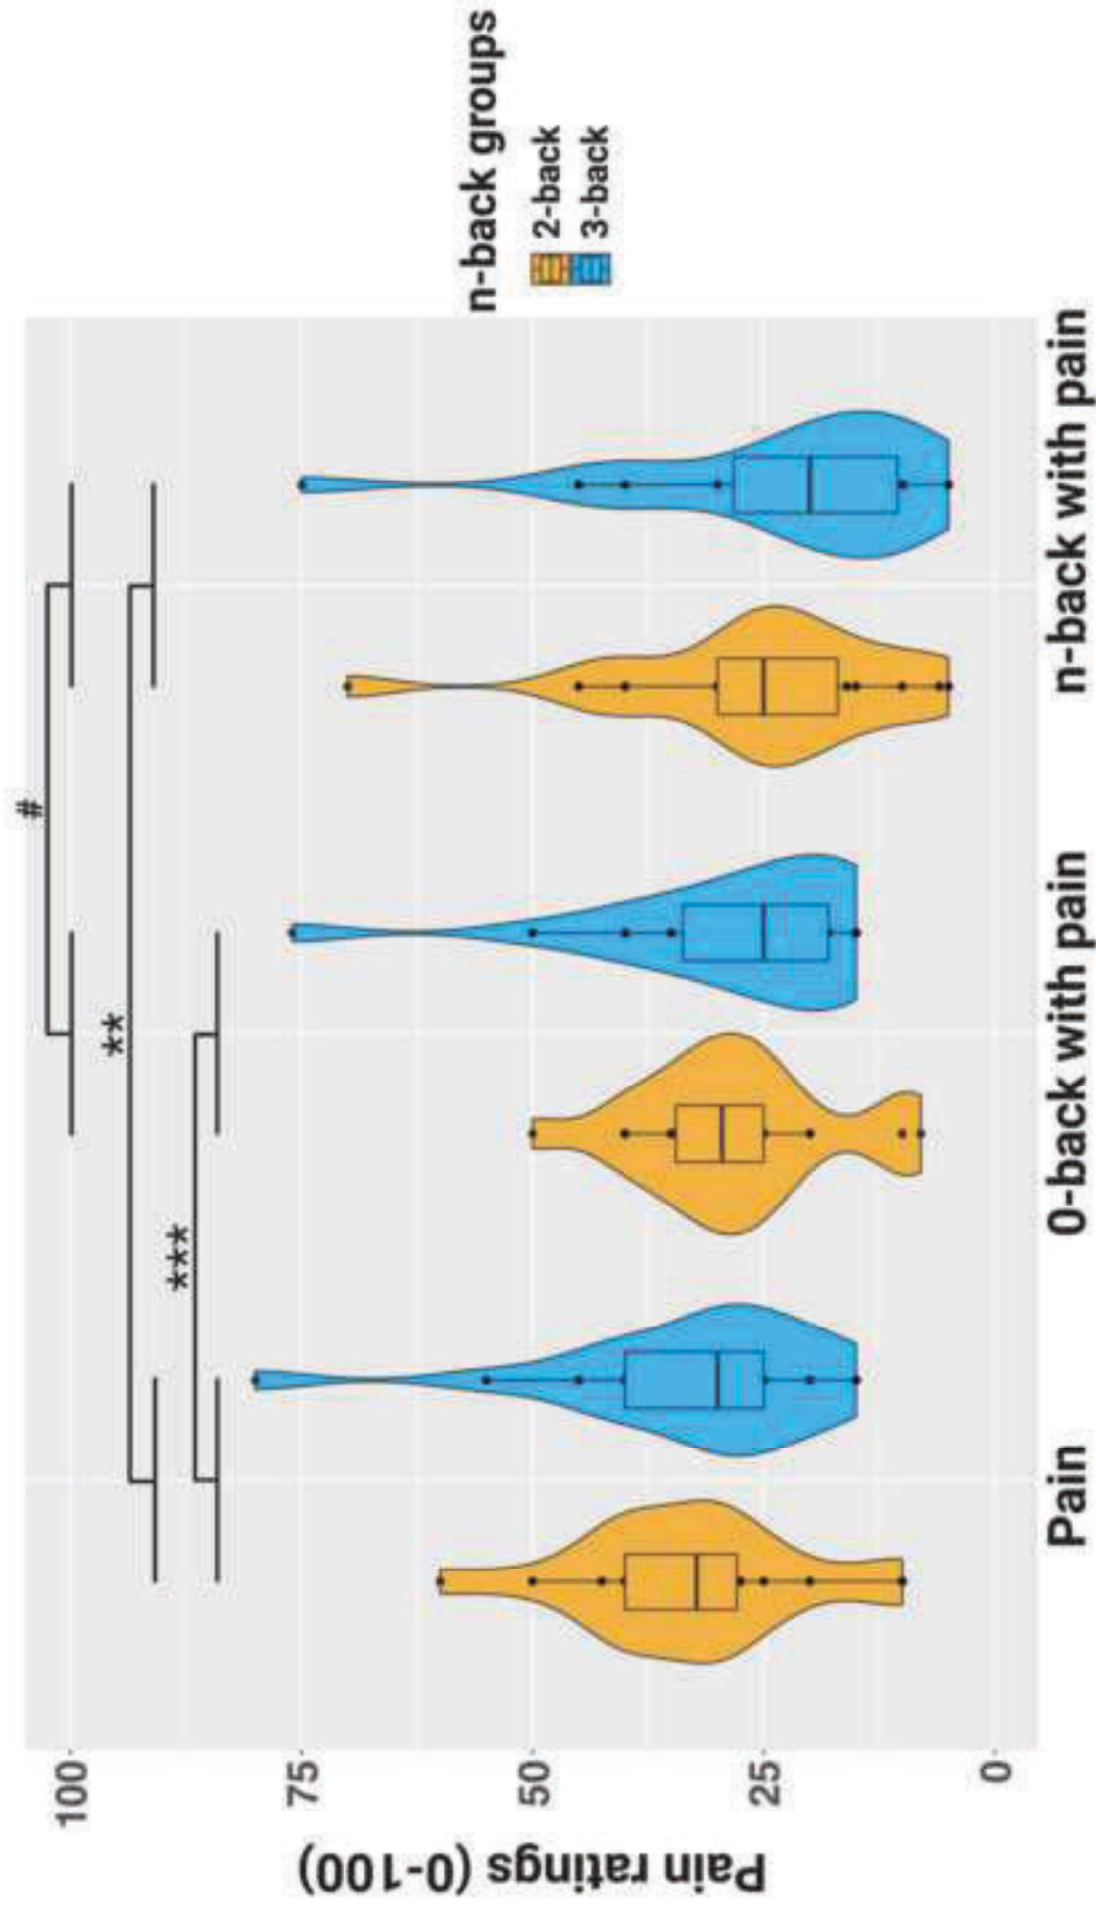 #
**
***
100
75
50
25
0
Pain ratings (0-100)
Pain
0-back with pain
n-back with pain
n-back groups
2-back
3-back